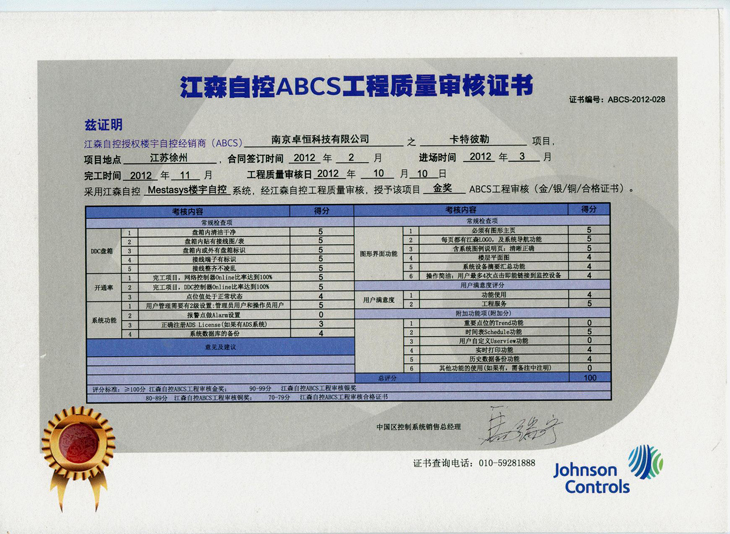 江森自控ABCS工程质量审核证书
证书编号：ABCS-2012-028
兹证明
江森自控授权楼宇自控经销商（ABCS） 南京卓恒科技有限公司 之 卡特彼勒 项目，
项目地点 江苏徐州 ，合同签订时间 2012 年 2 月 进场时间 2012 年 3 月
完工时间 2012 年 11 月 工程质量审核日 2012 年 10 月 10 日
采用江森自控 Mestasys楼宇自控 系统，经江森自控工程质量审核，授予该项目 金奖 ABCS工程审核（金/银/铜/合格证书）。
考核内容 得分
常规检查项
DDC盘箱
1 盘箱内清洁干净 5
2 盘箱内贴有接线图/表 5
3 盘箱内或外有盘箱标识 5
4 接线端子有标识 5
5 接线整齐不凌乱 5
开通率
1 完工项目，网络控制器Online比率达到100% 5
2 完工项目，DDC控制器Online比率达到100% 5
3 点位值处于正常状态 4
系统功能
1 用户管理需要有2级设置:管理员用户和操作员用户 5
2 报警点做Alarm设置 0
3 正确注册ADS License(如果有ADS系统) 3
4 系统数据库的备份 4
意见及建议
考核内容 得分
常规检查项
图形界面功能
1 必须有图形主页 5
2 每页都有江森LOGO，及系统导航功能 5
3 含系统图例说明页；清晰正确 5
4 楼层平面图 4
5 系统设备摘要汇总功能 4
6 操作简洁；用户最多4次点击即能链接到监控设备 4
用户满意度评分
用户满意度
1 功能使用 4
2 工程服务 5
附加功能项(附加分)
1 重要点位的Trend功能 4
2 时间表Schedule功能 5
3 用户自定义Userview功能 0
4 实时打印功能 4
5 历史数据备份功能 4
6 其他功能的使用(如果有，需备注中注明) 0
总评分 100
评分标准：≥100分 江森自控ABCS工程审核金奖； 90-99分 江森自控ABCS工程审核银奖
80-89分 江森自控ABCS工程审核铜奖 70-79分 江森自控ABCS工程审核合格证书
中国区控制系统销售总经理
证书查询电话：010-59281888
Johnson
Controls